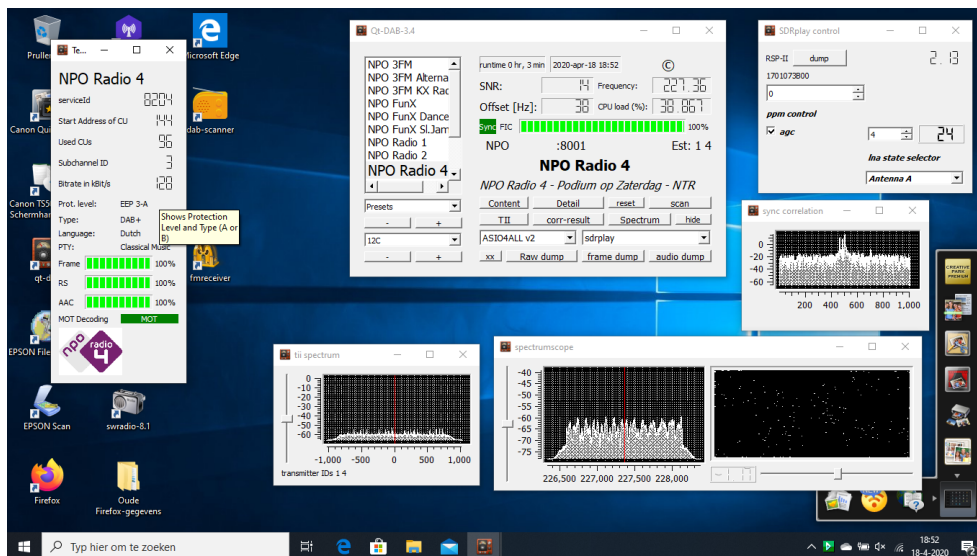 Pruller
Microsoft Edge
Canon Qui
dab-scanner
Canon TS50
Schermhar
qt-d
fmreceiver
EPSON File
EPSON Scan
swradio-8.1
Firefox
Oude
Firefox-gegevens
Te...
NPO Radio 4
serviceId 8204
Start Address of CU 144
Used CUs 96
Subchannel ID 3
Bitrate in kBit/s 128
Prot. level: EEP 3-A
Type: DAB+
Language: Dutch
PTY: Classical Music
Shows Protection
Level and Type (A or
B)
Frame 100%
RS 100%
AAC 100%
MOT Decoding MOT
npo radio 4
Qt-DAB-3.4
NPO 3FM
NPO 3FM Alterna
NPO 3FM KX Rac
NPO FunX
NPO FunX Dance
NPO FunX Sl.Jam
NPO Radio 1
NPO Radio 2
NPO Radio 4
Presets
- +
12C
- +
runtime 0 hr, 3 min 2020-apr-18 18:52 ©
SNR: 14 Frequency: 227.36
Offset [Hz]: 38 CPU load (%): 38.867
Sync FIC 100%
NPO :8001 Est: 1 4
NPO Radio 4
NPO Radio 4 - Podium op Zaterdag - NTR
Content Detail reset scan
TII corr-result Spectrum hide
ASIO4ALL v2 sdrplay
xx Raw dump frame dump audio dump
SDRplay control
RSP-II dump 2.13
1701073B00
0
ppm control
agc 4 24
lna state selector
Antenna A
sync correlation
0
-20
-40
-60
200 400 600 800 1,000
tii spectrum
0
-10
-20
-30
-40
-50
-60
-1,000 -500 0 500 1,000
transmitter IDs 1 4
spectrumscope
-40
-45
-50
-55
-60
-65
-70
-75
226,500 227,000 227,500 228,000
CREATIVE
PARK
PREMIUM
Typ hier om te zoeken
18:52
18-4-2020